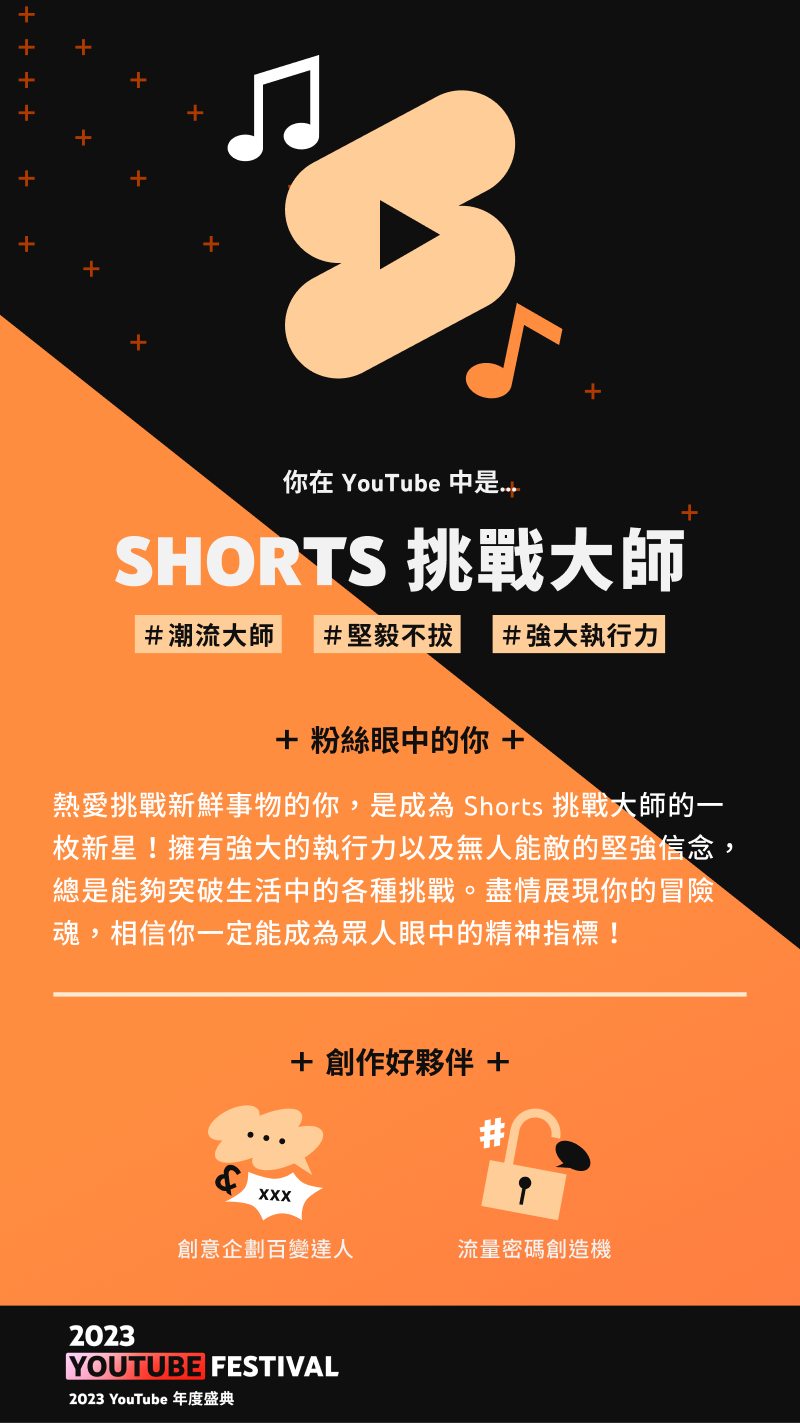 你在 YouTube 中是...
SHORTS 挑戰大師
＃潮流大師 ＃堅毅不拔 ＃強大執行力
＋ 粉絲眼中的你 ＋
熱愛挑戰新鮮事物的你，是成為 Shorts 挑戰大師的一
枚新星！擁有強大的執行力以及無人能敵的堅強信念，
總是能夠突破生活中的各種挑戰。盡情展現你的冒險
魂，相信你一定能成為眾人眼中的精神指標！
＋ 創作好夥伴 ＋
#
&
xxx
創意企劃百變達人 流量密碼創造機
2023
YOUTUBE FESTIVAL
2023 YouTube 年度盛典